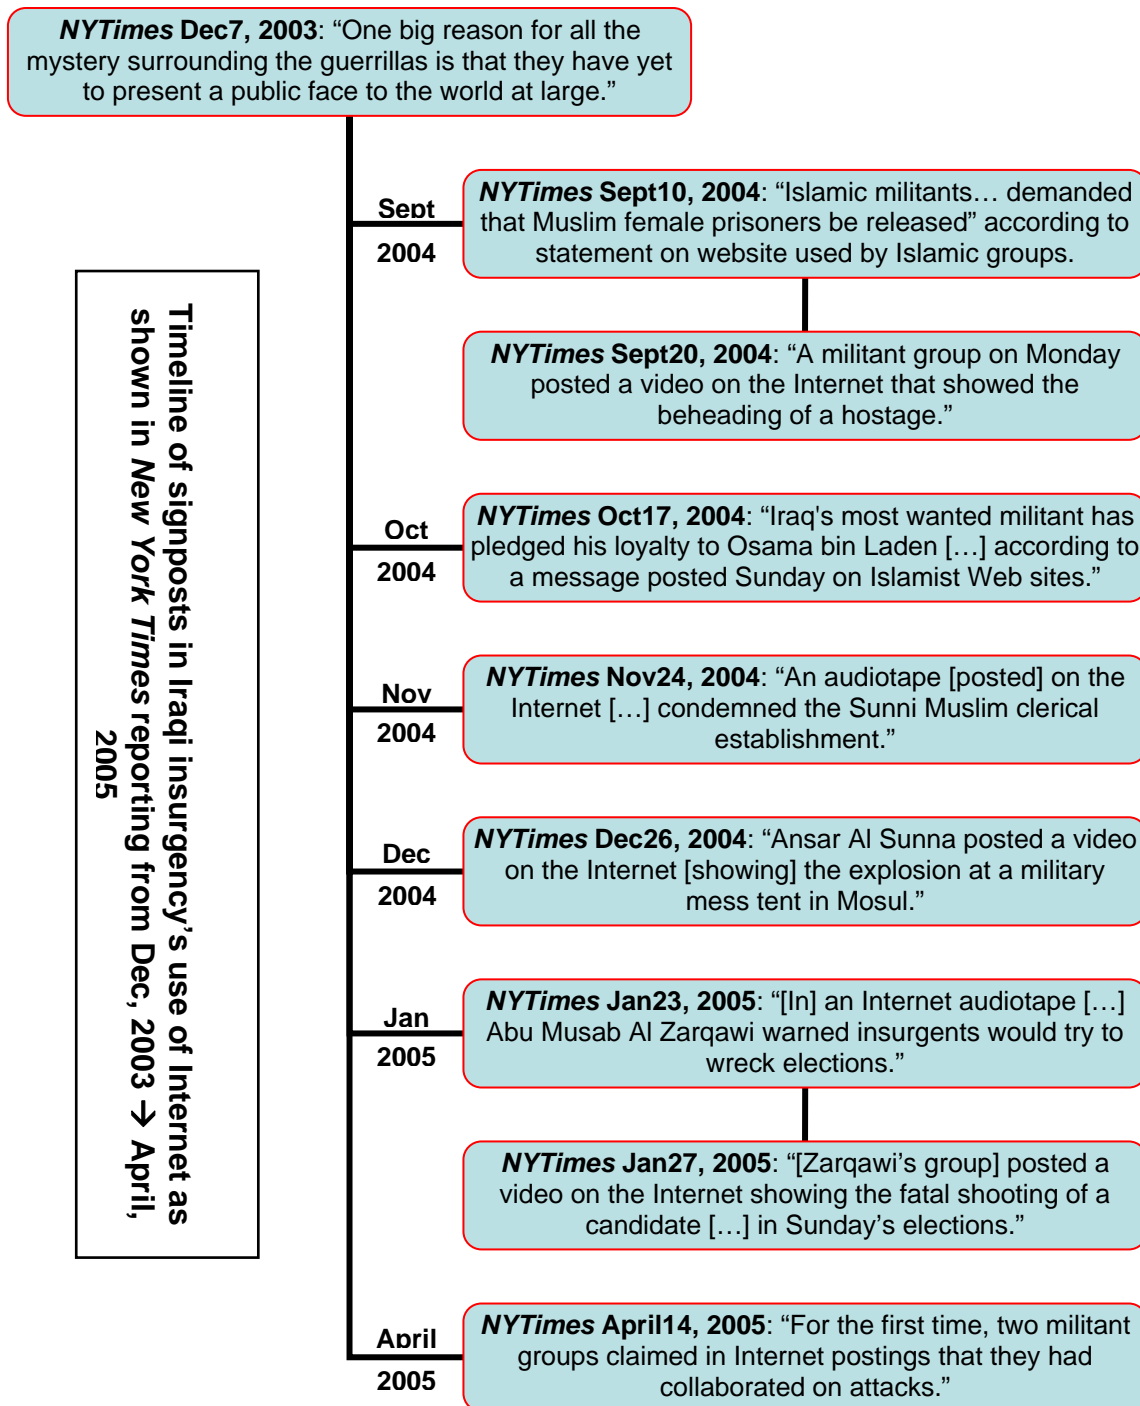 NYTimes Dec7, 2003: “One big reason for all the
mystery surrounding the guerrillas is that they have yet
to present a public face to the world at large.”
Sept
2004
NYTimes Sept10, 2004: “Islamic militants… demanded
that Muslim female prisoners be released” according to
statement on website used by Islamic groups.
NYTimes Sept20, 2004: “A militant group on Monday
posted a video on the Internet that showed the
beheading of a hostage.”
Oct
2004
NYTimes Oct17, 2004: “Iraq's most wanted militant has
pledged his loyalty to Osama bin Laden […] according to
a message posted Sunday on Islamist Web sites.”
Nov
2004
NYTimes Nov24, 2004: “An audiotape [posted] on the
Internet […] condemned the Sunni Muslim clerical
establishment.”
Dec
2004
NYTimes Dec26, 2004: “Ansar Al Sunna posted a video
on the Internet [showing] the explosion at a military
mess tent in Mosul.”
Jan
2005
NYTimes Jan23, 2005: “[In] an Internet audiotape […]
Abu Musab Al Zarqawi warned insurgents would try to
wreck elections.”
NYTimes Jan27, 2005: “[Zarqawi’s group] posted a
video on the Internet showing the fatal shooting of a
candidate […] in Sunday’s elections.”
April
2005
NYTimes April14, 2005: “For the first time, two militant
groups claimed in Internet postings that they had
collaborated on attacks.”
Timeline of signposts in Iraqi insurgency’s use of Internet as
shown in New York Times reporting from Dec, 2003 → April,
2005